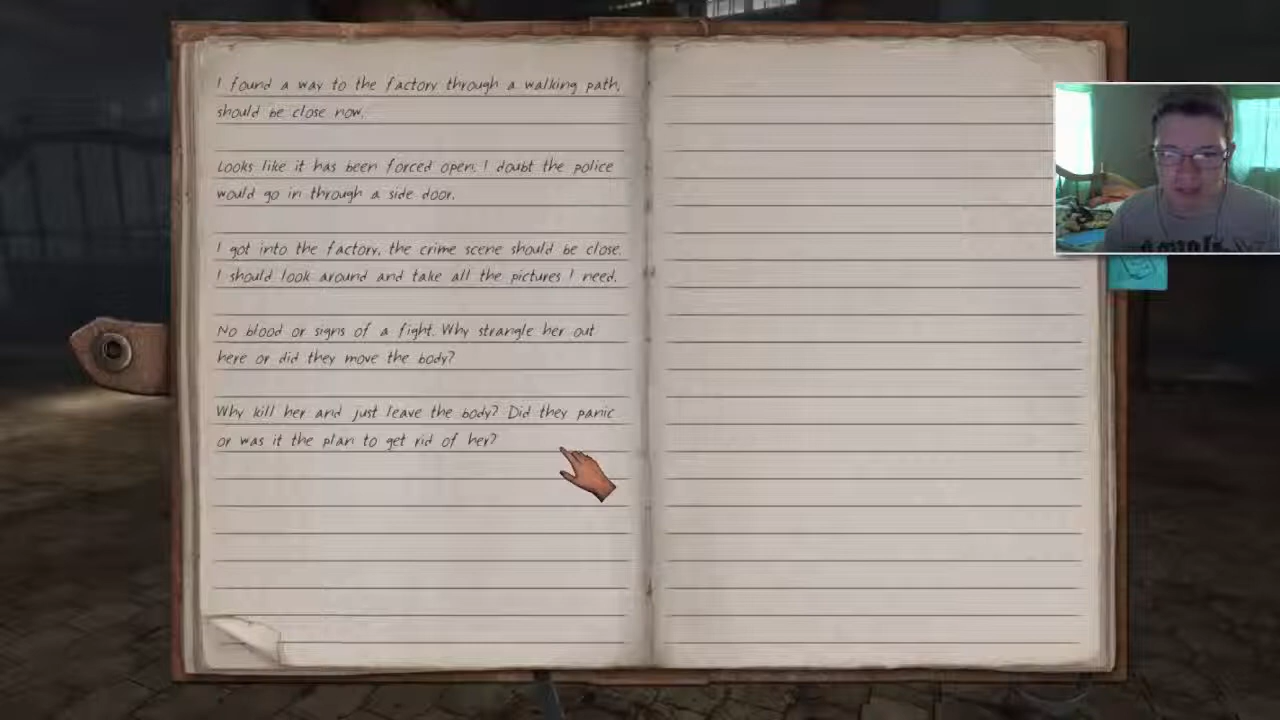 I found a way to the factory through a walking path,
should be close now.
Looks like it has been forced open. I doubt the police
would go in through a side door.
I got into the factory, the crime scene should be close.
I should look around and take all the pictures I need.
No blood or signs of a fight. Why strangle her out
here or did they move the body?
Why kill her and just leave the body? Did they panic
or was it the plan to get rid of her?